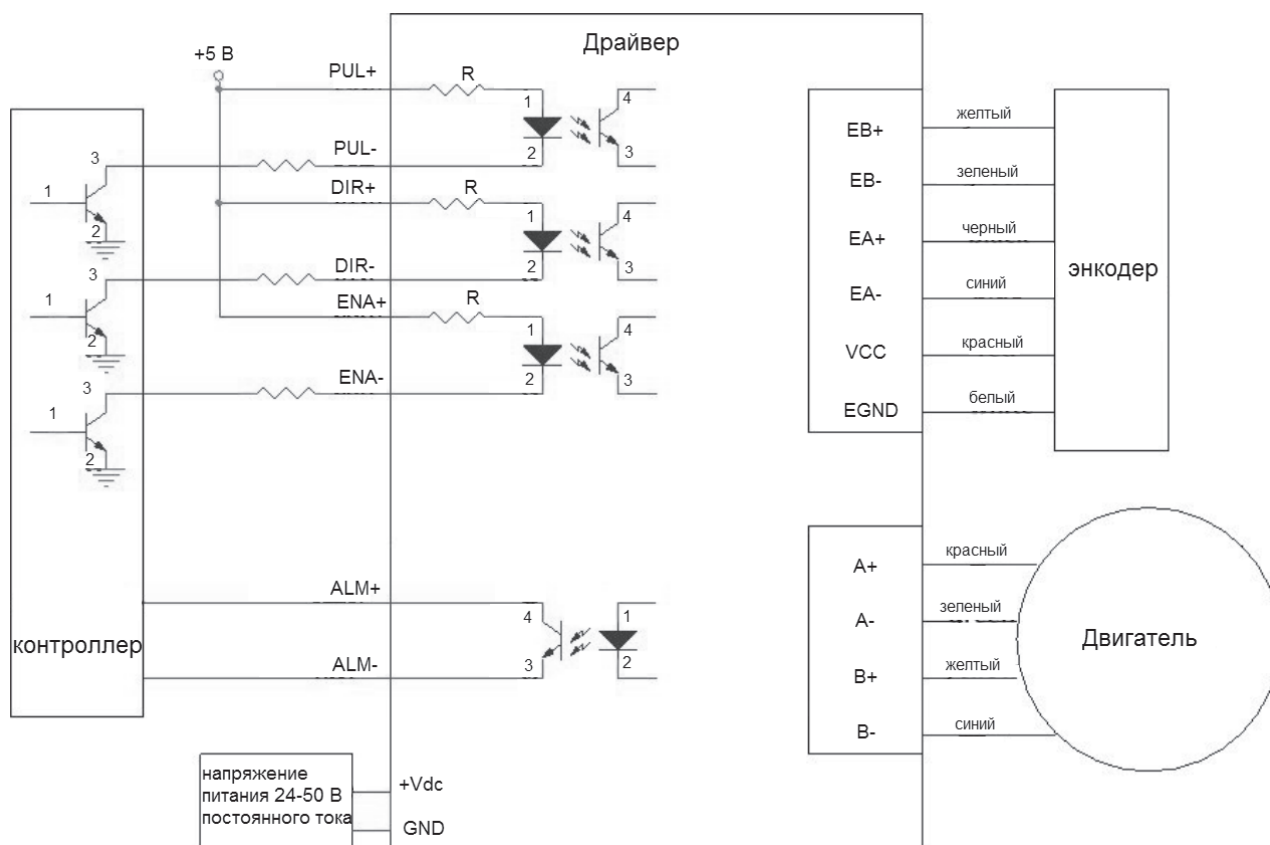 Драйвер
+5 В
PUL+
R
1
4
2
3
PUL-
3
1
2
DIR+
R
1
4
2
3
DIR-
3
1
2
ENA+
R
1
4
2
3
ENA-
3
1
2
EB+
желтый
EB-
зеленый
EA+
черный
EA-
синий
VCC
красный
EGND
белый
энкодер
ALM+
4
1
3
2
ALM-
контроллер
A+
красный
A-
зеленый
B+
желтый
B-
синий
Двигатель
напряжение
питания 24-50 В
постоянного тока
+Vdc
GND